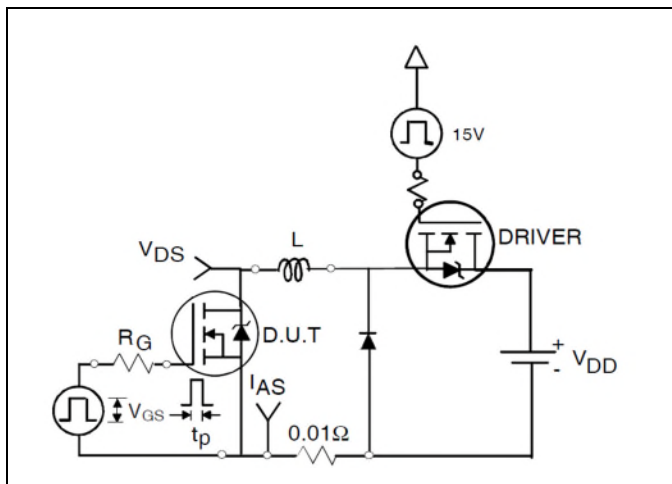 15V
DRIVER
L
VDS
D.U.T
RG
IAS
+
VDD
-
VGS
tp
0.01Ω